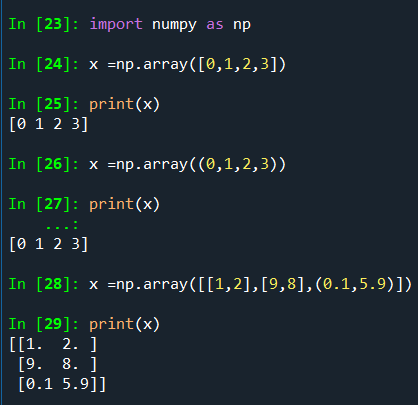 In [23]: import numpy as np
In [24]: x =np.array([0,1,2,3])
In [25]: print(x)
[0 1 2 3]
In [26]: x =np.array((0,1,2,3))
In [27]: print(x)
    ...:
[0 1 2 3]
In [28]: x =np.array([[1,2],[9,8],(0.1,5.9)])
In [29]: print(x)
[[1.  2. ]
 [9.  8. ]
 [0.1 5.9]]